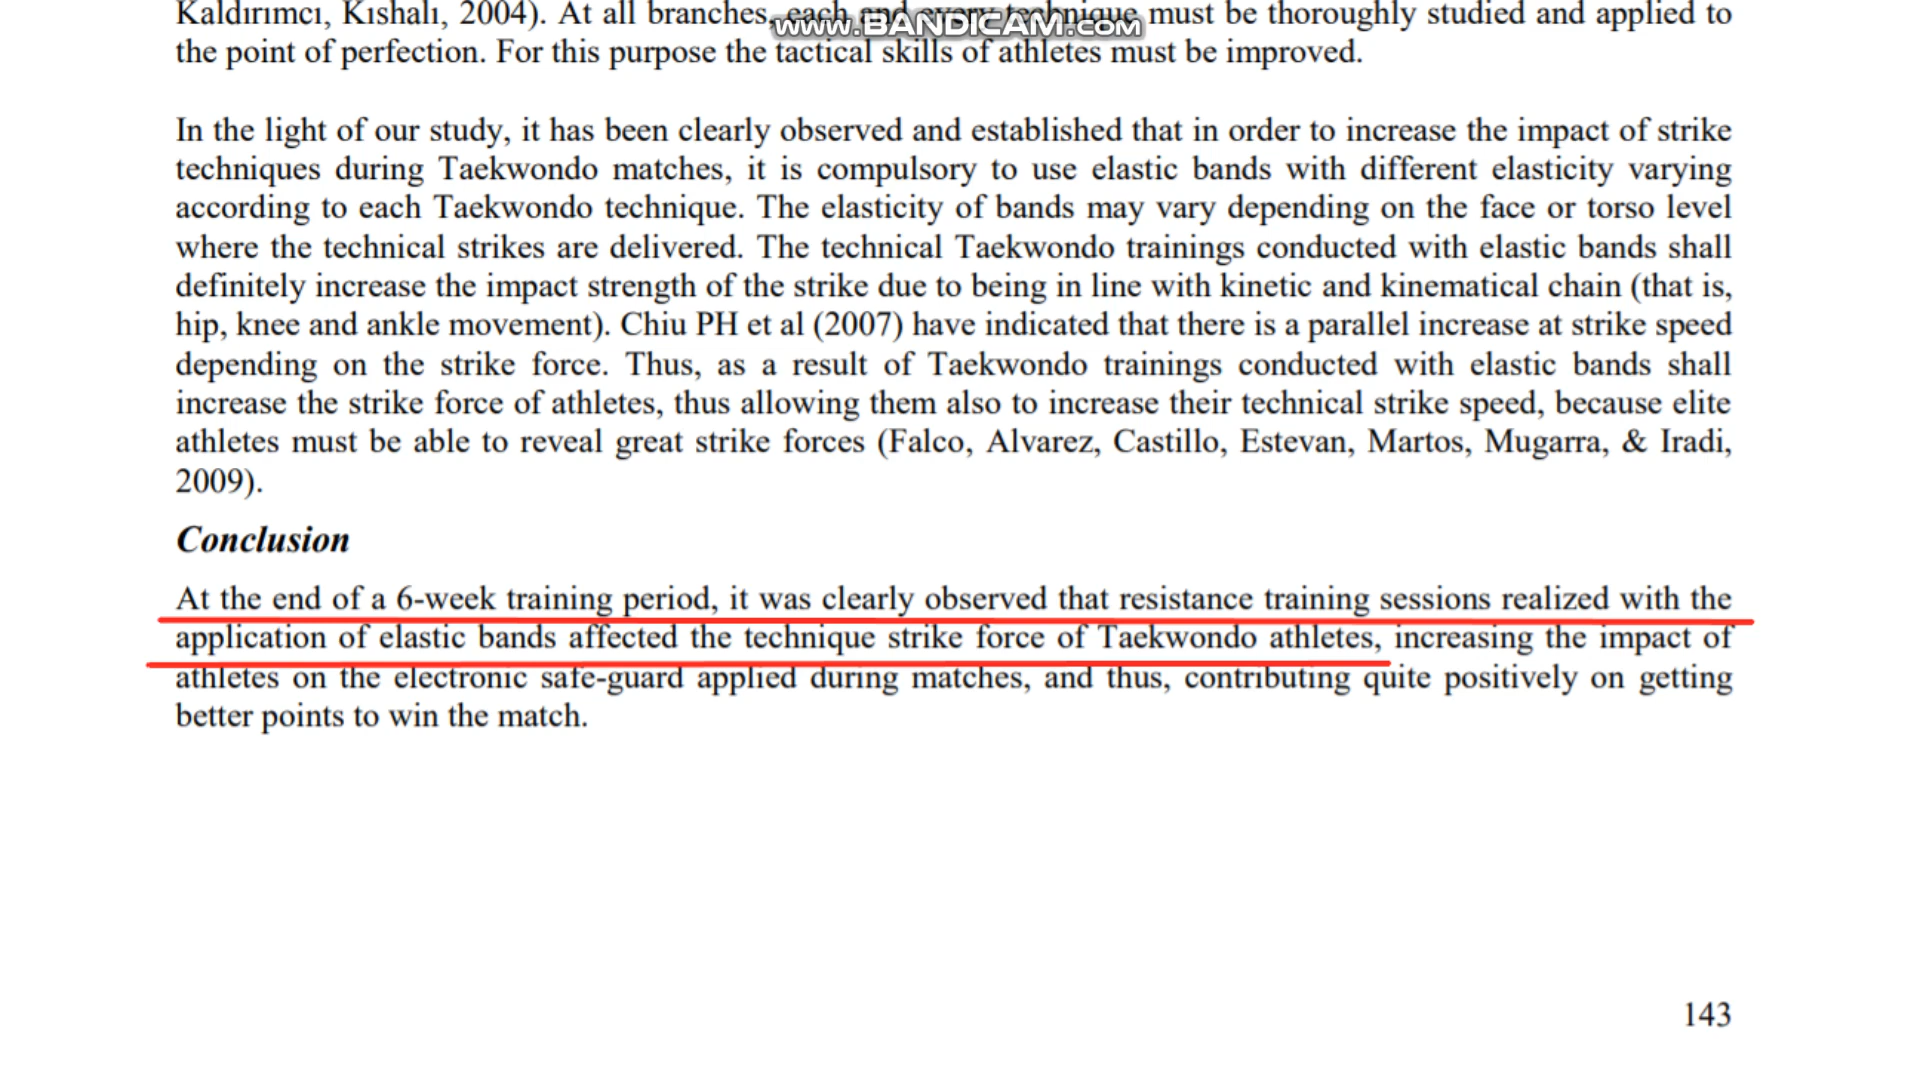 Kaldırımcı, Kıshalı, 2004). At all branches, each and every technique must be thoroughly studied and applied to
www.BANDICAM.com
the point of perfection. For this purpose the tactical skills of athletes must be improved.
In the light of our study, it has been clearly observed and established that in order to increase the impact of strike
techniques during Taekwondo matches, it is compulsory to use elastic bands with different elasticity varying
according to each Taekwondo technique. The elasticity of bands may vary depending on the face or torso level
where the technical strikes are delivered. The technical Taekwondo trainings conducted with elastic bands shall
definitely increase the impact strength of the strike due to being in line with kinetic and kinematical chain (that is,
hip, knee and ankle movement). Chiu PH et al (2007) have indicated that there is a parallel increase at strike speed
depending on the strike force. Thus, as a result of Taekwondo trainings conducted with elastic bands shall
increase the strike force of athletes, thus allowing them also to increase their technical strike speed, because elite
athletes must be able to reveal great strike forces (Falco, Alvarez, Castillo, Estevan, Martos, Mugarra, & Iradi,
2009).
Conclusion
At the end of a 6-week training period, it was clearly observed that resistance training sessions realized with the
application of elastic bands affected the technique strike force of Taekwondo athletes, increasing the impact of
athletes on the electronic safe-guard applied during matches, and thus, contributing quite positively on getting
better points to win the match.
143